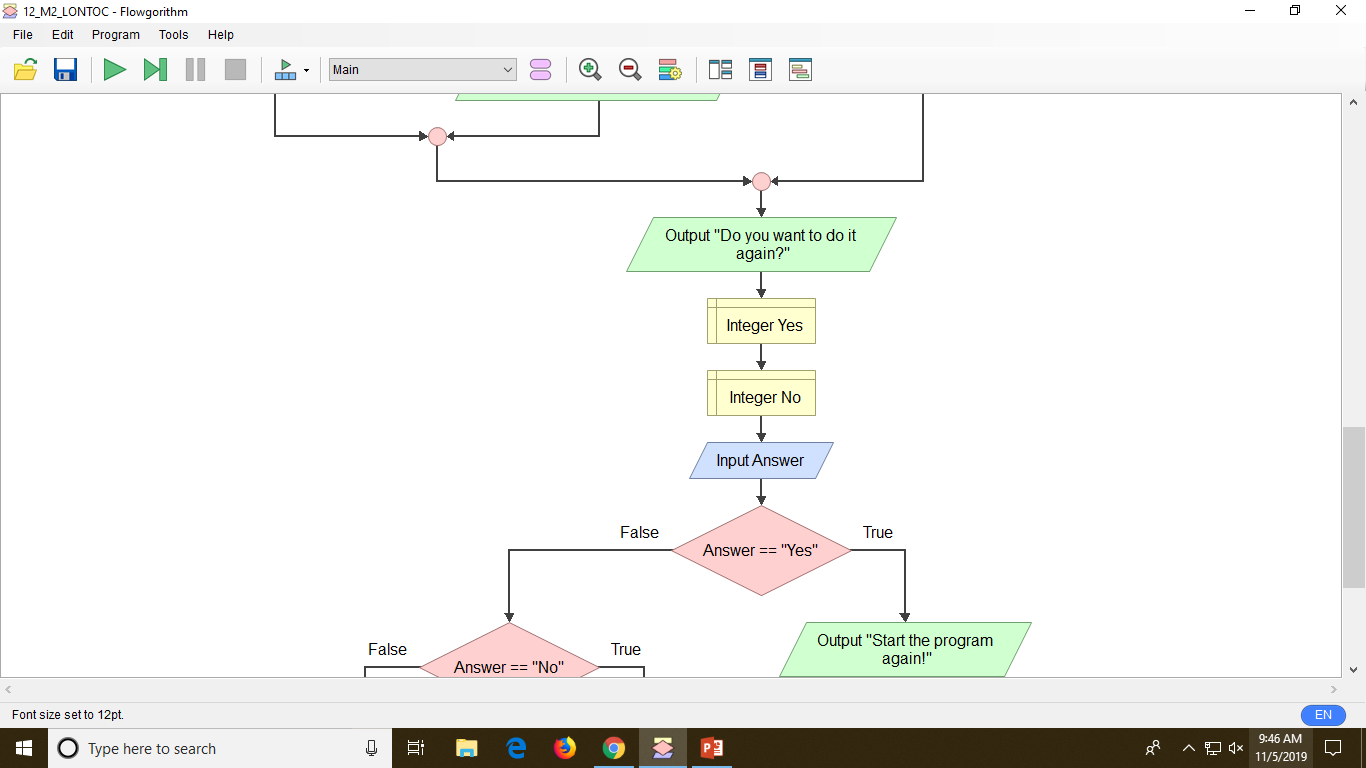 12_M2_LONTOC - Flowgorithm
File Edit Program Tools Help
Main
Output "Do you want to do it
again?"
Integer Yes
Integer No
Input Answer
False
True
Answer == "Yes"
Output "Start the program
again!"
False
True
Answer == "No"
Font size set to 12pt.
EN
Type here to search
9:46 AM
11/5/2019